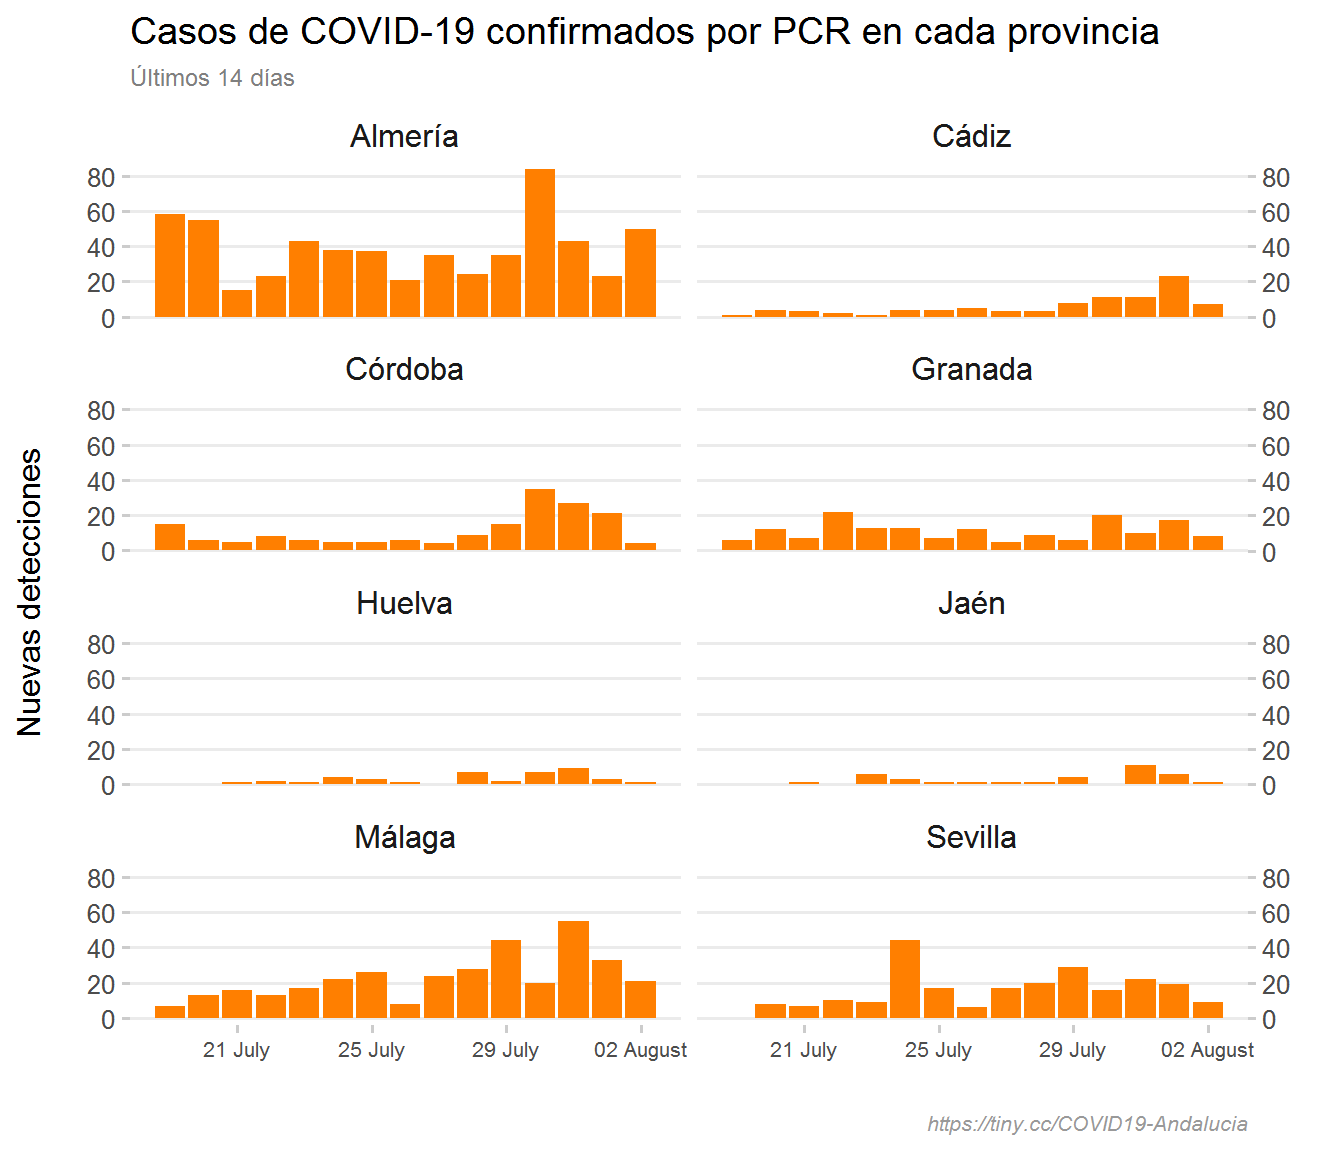 Casos de COVID-19 confirmados por PCR en cada provincia
Últimos 14 días
Almería
Cádiz
80
60
40
20
0
80
60
40
20
0
Córdoba
Granada
80
60
40
20
0
80
60
40
20
0
Nuevas detecciones
Huelva
Jaén
80
60
40
20
0
80
60
40
20
0
Málaga
Sevilla
80
60
40
20
0
80
60
40
20
0
21 July 25 July 29 July 02 August
21 July 25 July 29 July 02 August
https://tiny.cc/COVID19-Andalucia